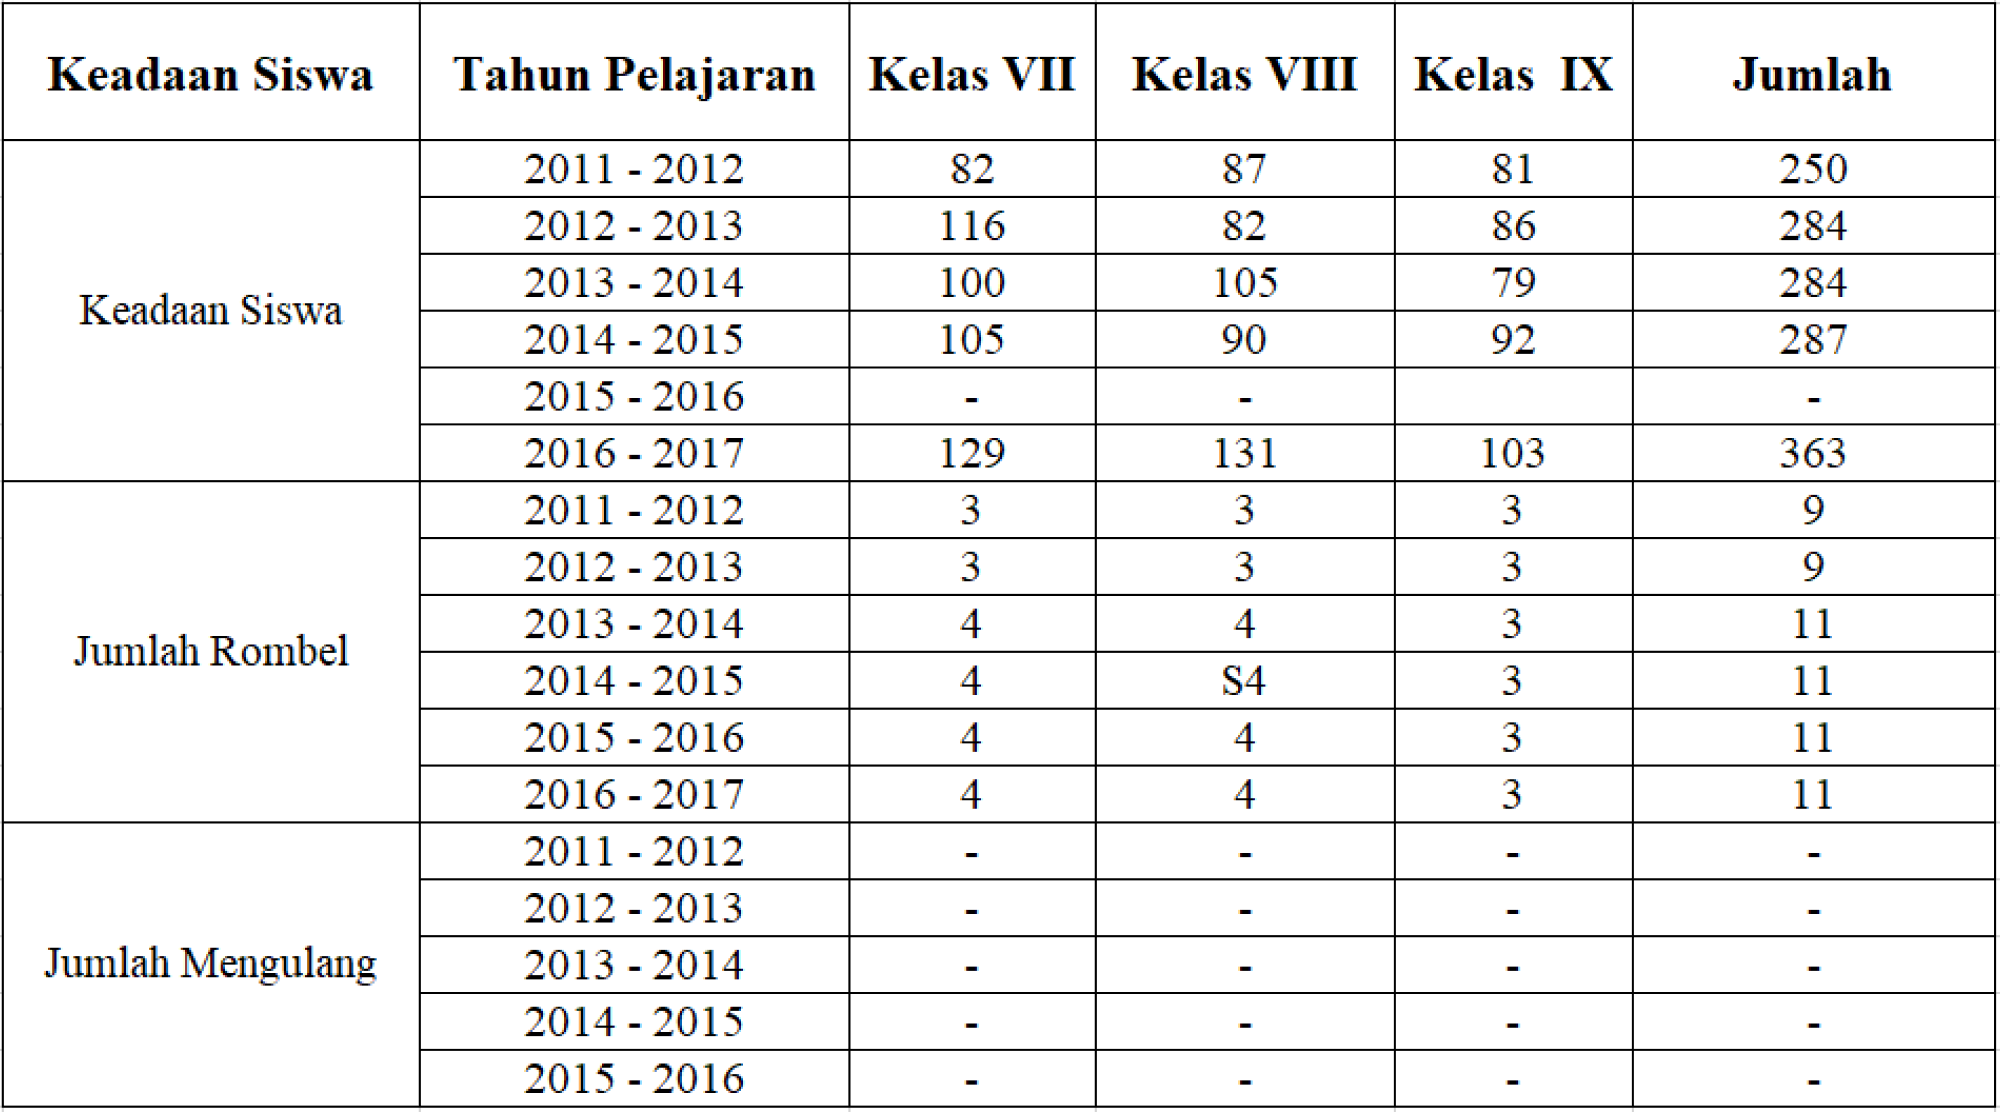 Keadaan Siswa Tahun Pelajaran Kelas VII Kelas VIII Kelas IX Jumlah
Keadaan Siswa
2011 - 2012 82 87 81 250
2012 - 2013 116 82 86 284
2013 - 2014 100 105 79 284
2014 - 2015 105 90 92 287
2015 - 2016 - - -
2016 - 2017 129 131 103 363
Jumlah Rombel
2011 - 2012 3 3 3 9
2012 - 2013 3 3 3 9
2013 - 2014 4 4 3 11
2014 - 2015 4 S4 3 11
2015 - 2016 4 4 3 11
2016 - 2017 4 4 3 11
Jumlah Mengulang
2011 - 2012 - - - -
2012 - 2013 - - - -
2013 - 2014 - - - -
2014 - 2015 - - - -
2015 - 2016 - - - -